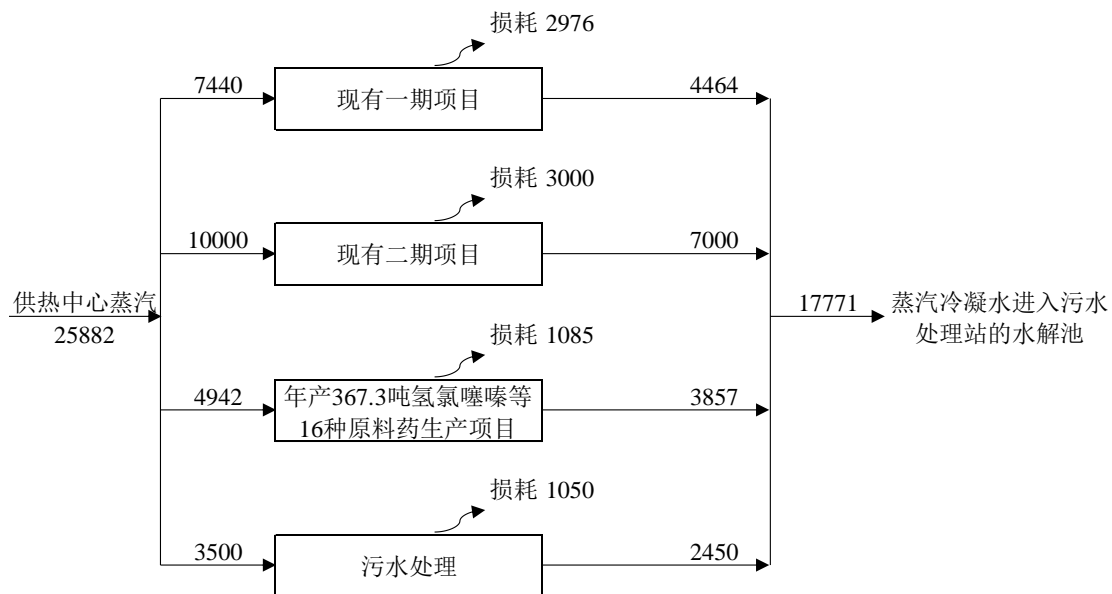 损耗 2976
7440
现有一期项目
4464
损耗 3000
10000
现有二期项目
7000
供热中心蒸汽
25882
17771
蒸汽冷凝水进入污水
处理站的水解池
损耗 1085
4942
年产367.3吨氢氯噻嗪等
16种原料药生产项目
3857
损耗 1050
3500
污水处理
2450